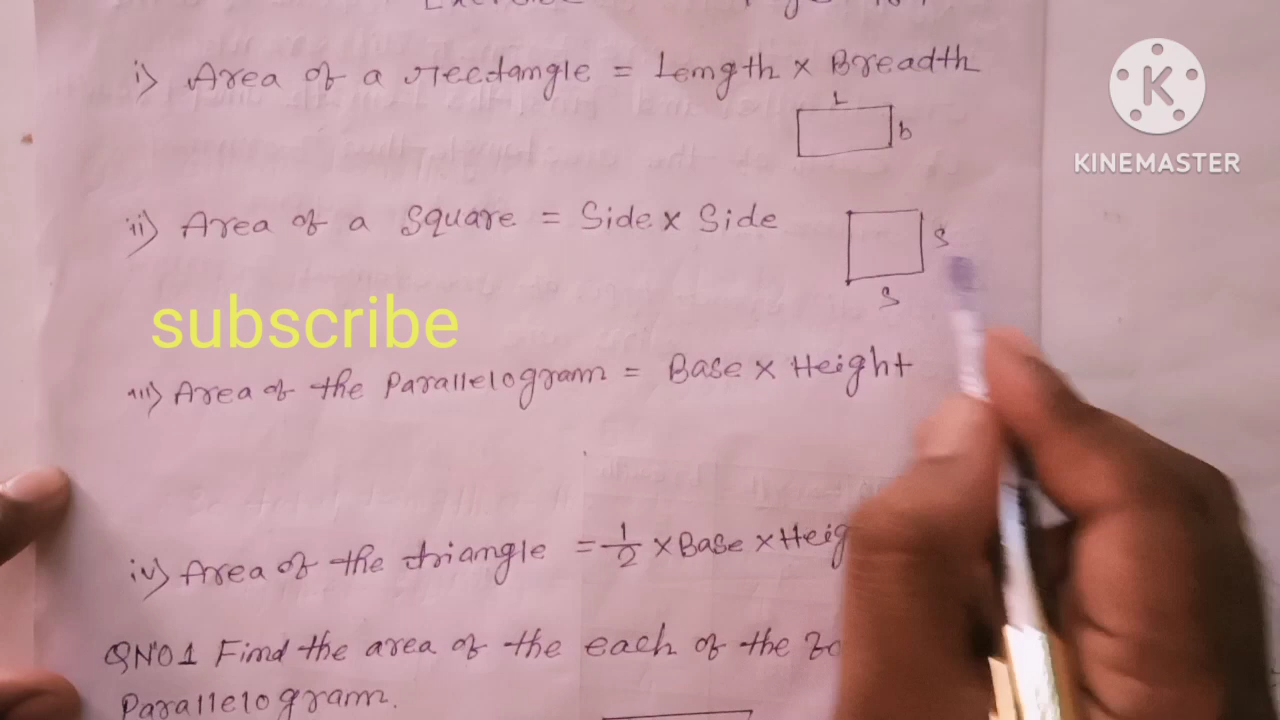 i) Area of a rectangle = Length × Breadth
L
b
K
KINEMASTER
ii) Area of a Square = Side × Side
S
S
subscribe
iii) Area of the Parallelogram = Base × Height
iv) Area of the triangle = 1/2 × Base × Heig
QNO1 Find the area of the each of the
Parallelogram.